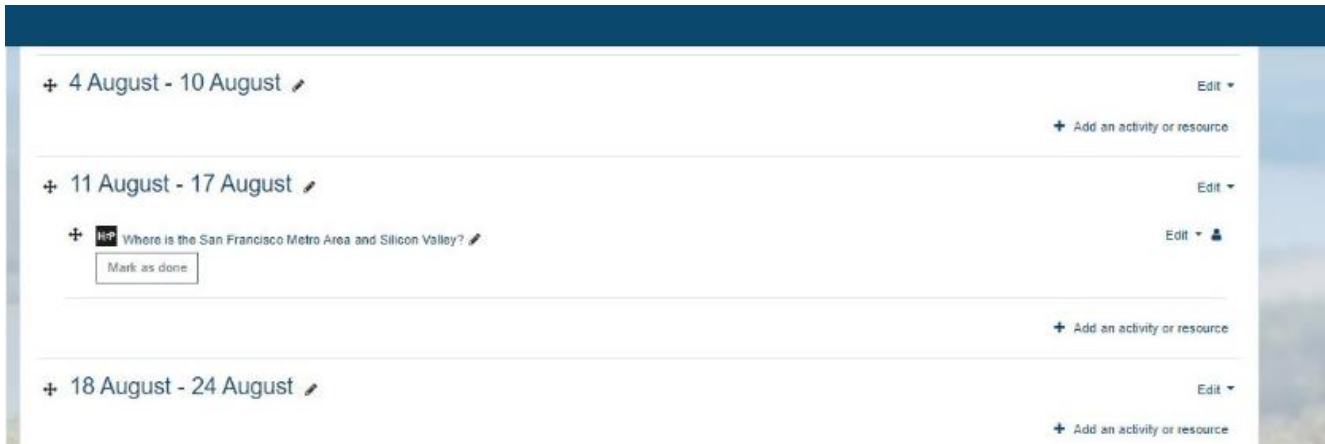 4 August - 10 August
Edit
Add an activity or resource
11 August - 17 August
Edit
H-P Where is the San Francisco Metro Area and Silicon Valley?
Edit
Mark as done
Add an activity or resource
18 August - 24 August
Edit
Add an activity or resource